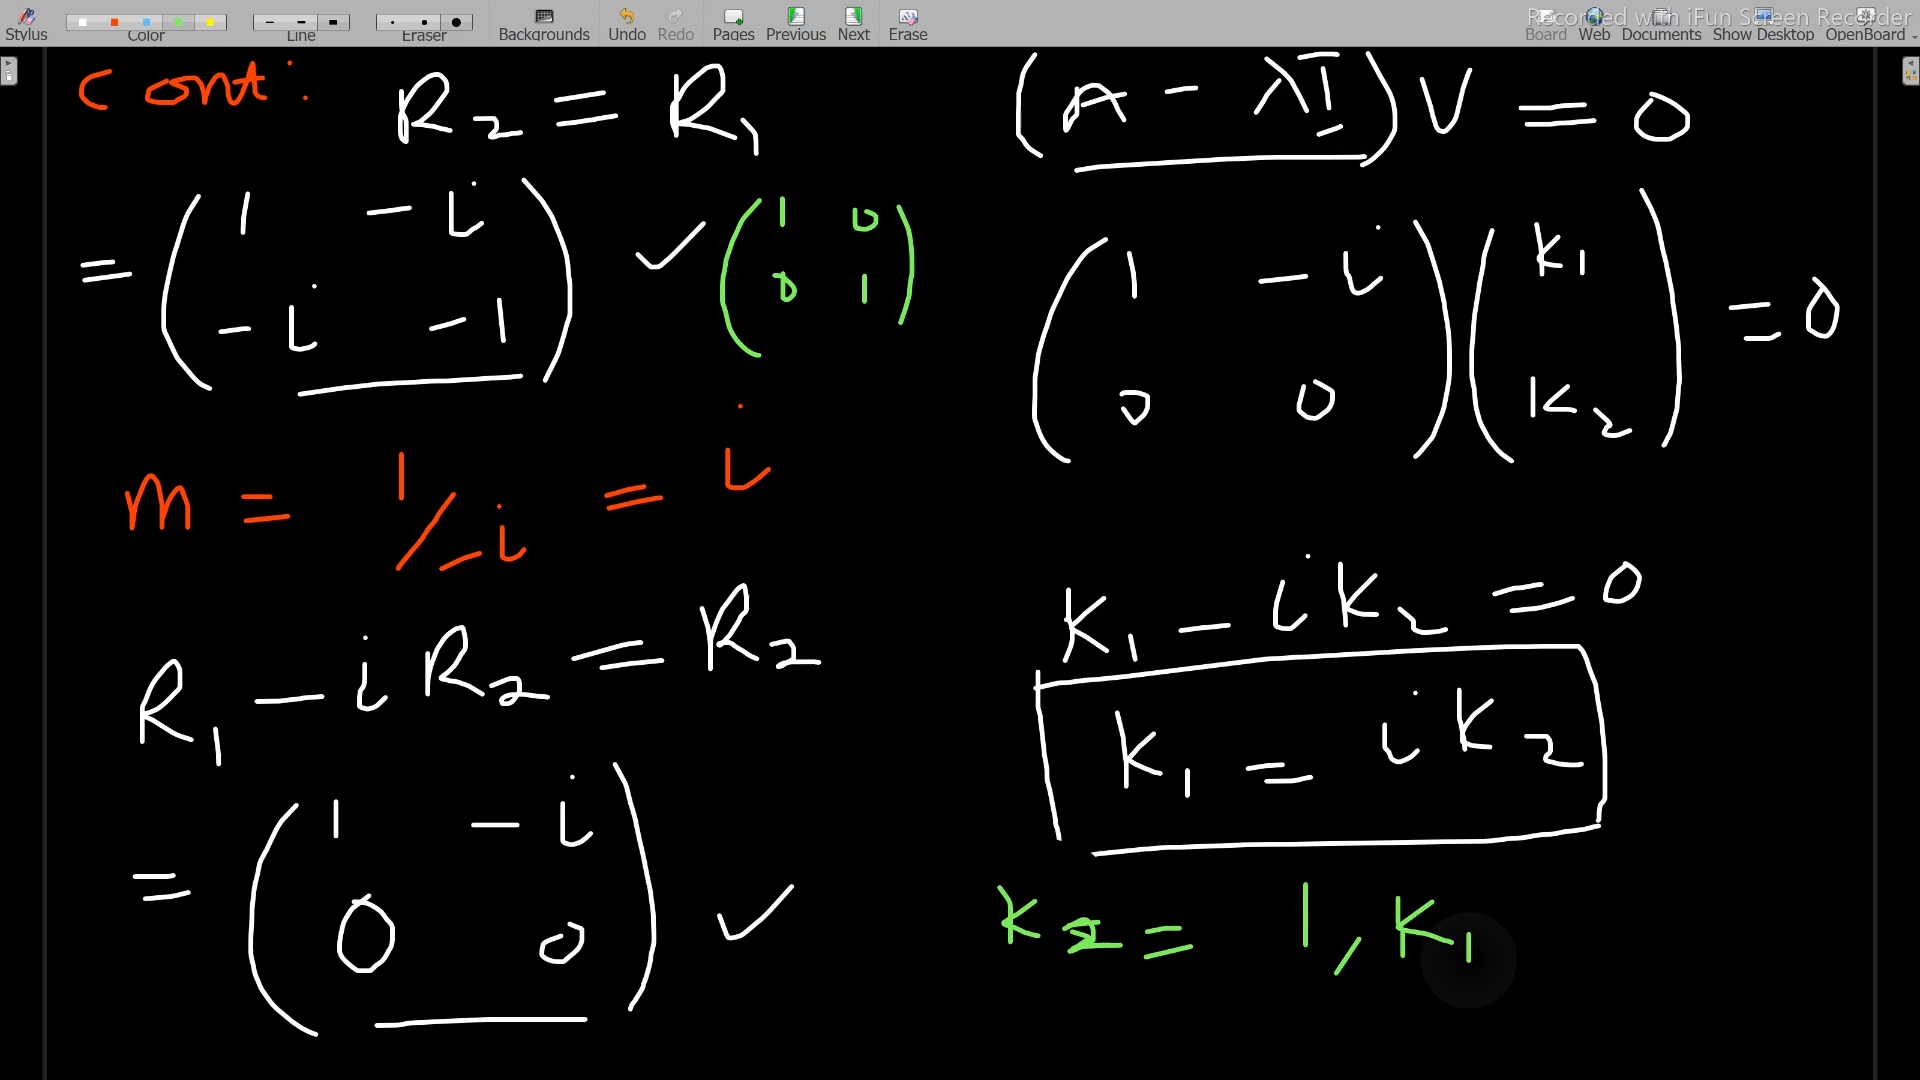 Recorded with iFun Screen Recorder
Stylus Color Line Eraser Backgrounds Undo Redo Pages Previous Next Erase Board Web Documents Show Desktop OpenBoard
Cont:
R₂ = R₁
= ( 1 -i
-i -1 ) ✓
( 1 0
0 1 )
m = 1/-i = i
R₁ - iR₂ = R₂
= ( 1 -i
0 0 ) ✓
(A - λI)V = 0
( 1 -i
0 0 ) ( K₁
K₂ ) = 0
K₁ - iK₂ = 0
K₁ = iK₂
K₂ = 1, K₁